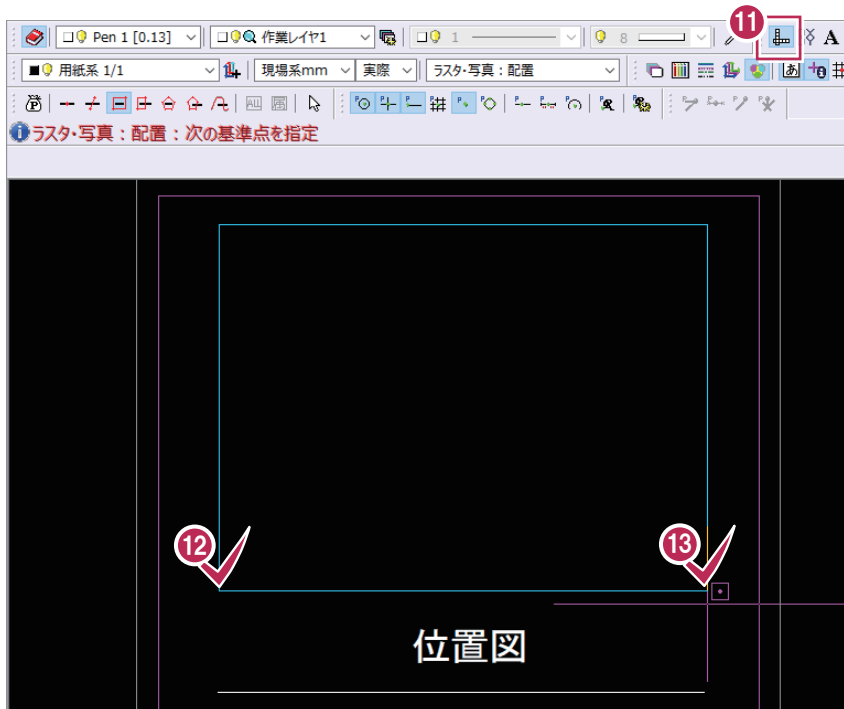 ⑪
Pen 1 [0.13] 作業レイヤ1 1 8 A
用紙系 1/1 現場系mm 実際 ラスタ・写真：配置 あ
ラスタ・写真：配置：次の基準点を指定
⑫ ⑬
位置図